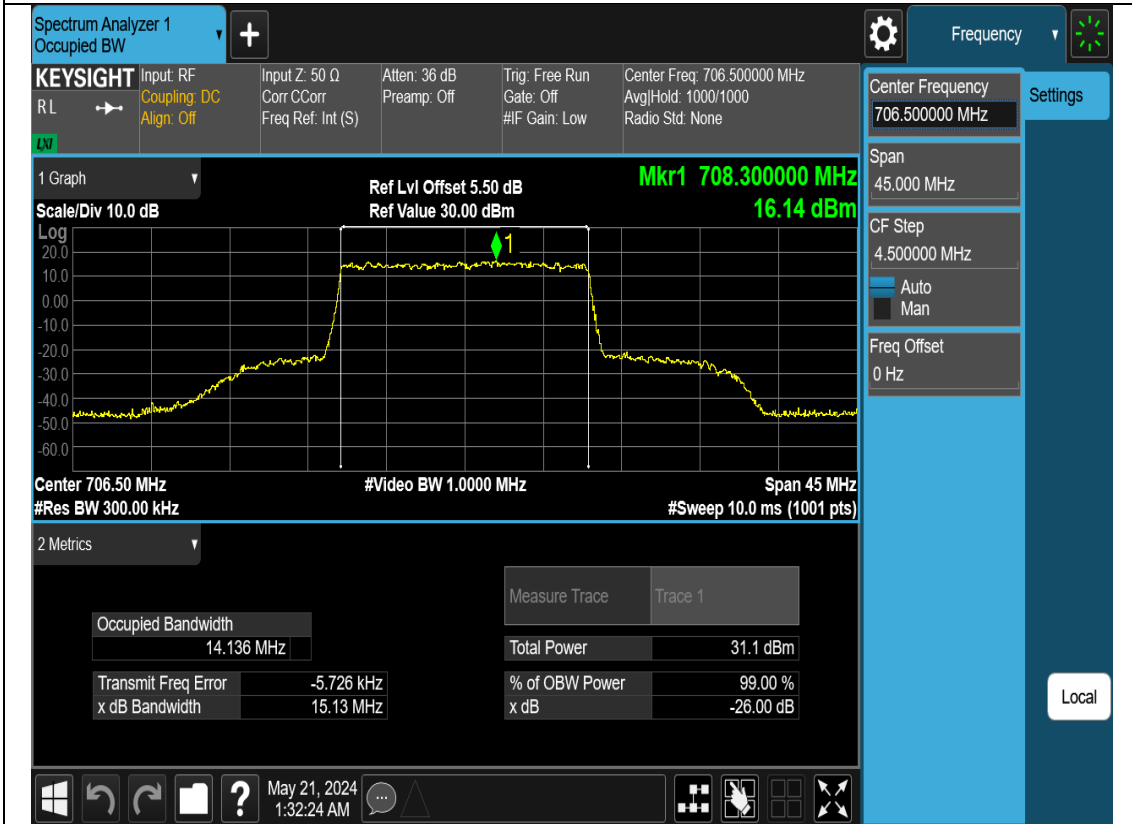 Spectrum Analyzer 1
Occupied BW
+
Frequency
KEYSIGHT
RL
LXI
Input: RF
Coupling: DC
Align: Off
Input Z: 50 Ω
Corr CCorr
Freq Ref: Int (S)
Atten: 36 dB
Preamp: Off
Trig: Free Run
Gate: Off
#IF Gain: Low
Center Freq: 706.500000 MHz
Avg|Hold: 1000/1000
Radio Std: None
Center Frequency
706.500000 MHz
Settings
Span
45.000 MHz
CF Step
4.500000 MHz
Auto
Man
Freq Offset
0 Hz
Local
1 Graph
Ref Lvl Offset 5.50 dB
Mkr1 708.300000 MHz
Scale/Div 10.0 dB
Ref Value 30.00 dBm
16.14 dBm
Log
1
20.0
10.0
0.00
-10.0
-20.0
-30.0
-40.0
-50.0
-60.0
Center 706.50 MHz
#Video BW 1.0000 MHz
Span 45 MHz
#Res BW 300.00 kHz
#Sweep 10.0 ms (1001 pts)
2 Metrics
Measure Trace
Trace 1
Occupied Bandwidth
14.136 MHz
Total Power
31.1 dBm
Transmit Freq Error
-5.726 kHz
% of OBW Power
99.00 %
x dB Bandwidth
15.13 MHz
x dB
-26.00 dB
?
May 21, 2024
1:32:24 AM